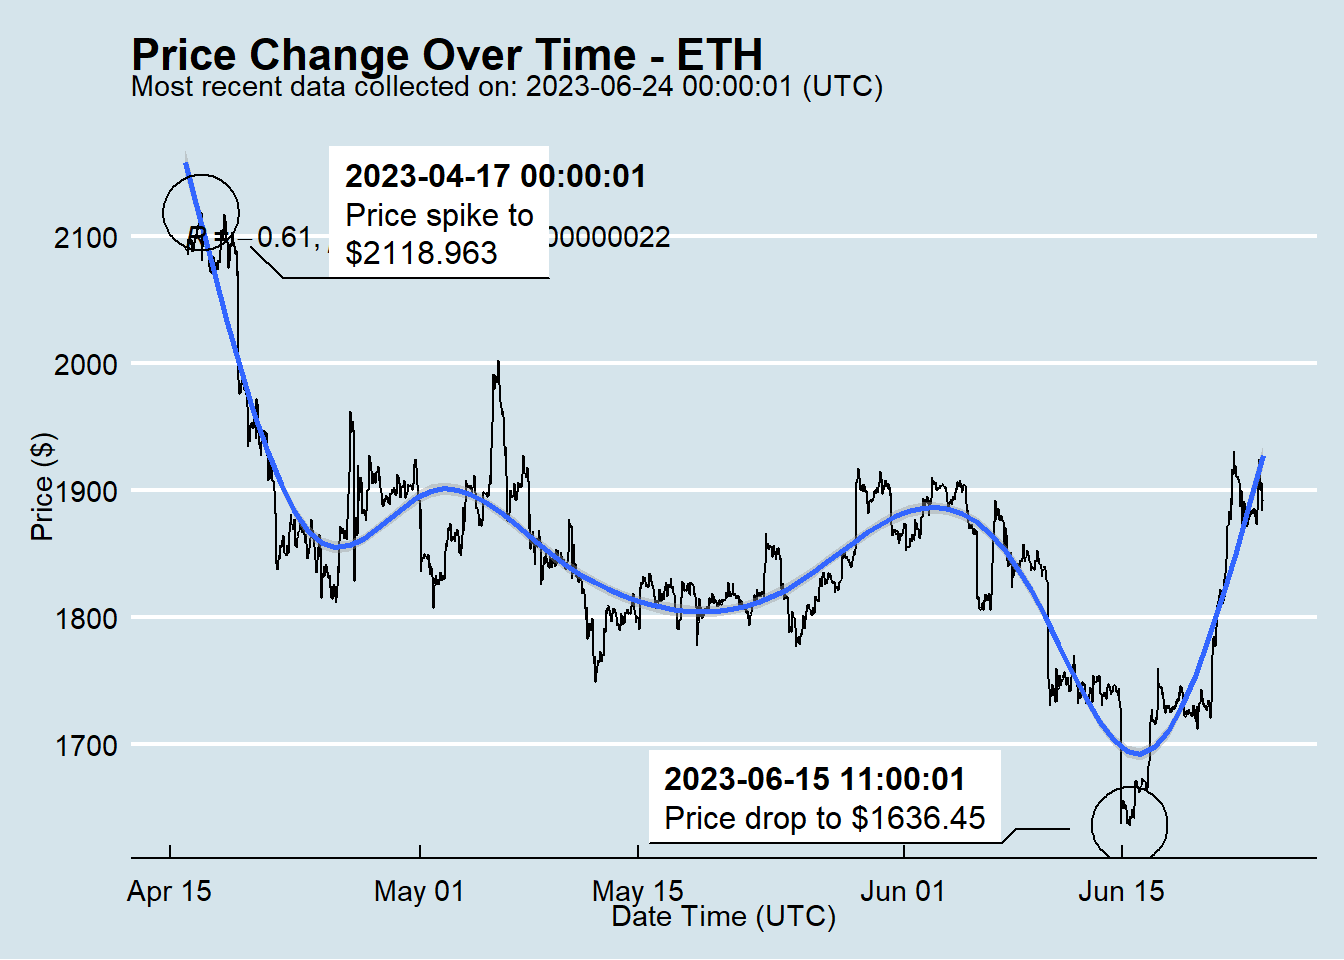 Price Change Over Time - ETH
Most recent data collected on: 2023-06-24 00:00:01 (UTC)
2023-04-17 00:00:01
Price spike to
$2118.963
R = −0.61, 00000022
2100
2000
1900
1800
1700
Price ($)
2023-06-15 11:00:01
Price drop to $1636.45
Apr 15
May 01
May 15
Jun 01
Jun 15
Date Time (UTC)